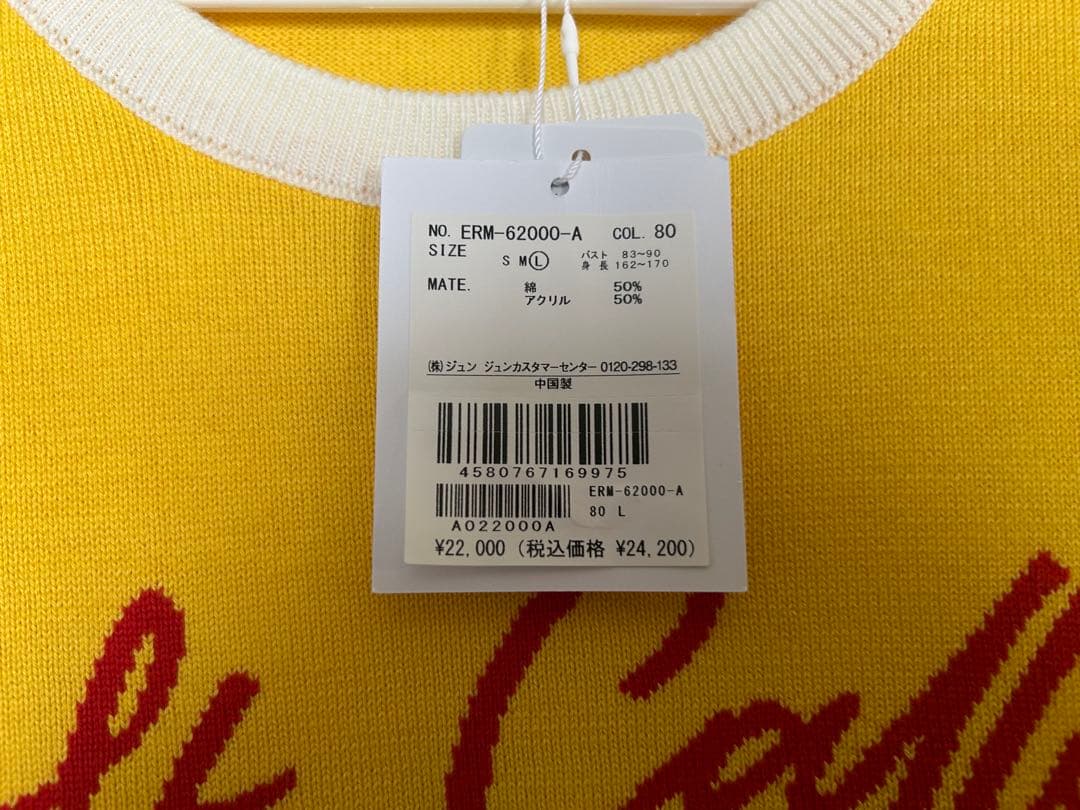 NO. ERM-62000-A COL. 80
SIZE S M L バスト 83~90
身長 162~170
MATE. 綿 50%
アクリル 50%
(株)ジュン ジュンカスタマーセンター 0120-298-133
中国製
4580767169975
ERM-62000-A
80 L
A022000A
¥22,000 (税込価格 ¥24,200)